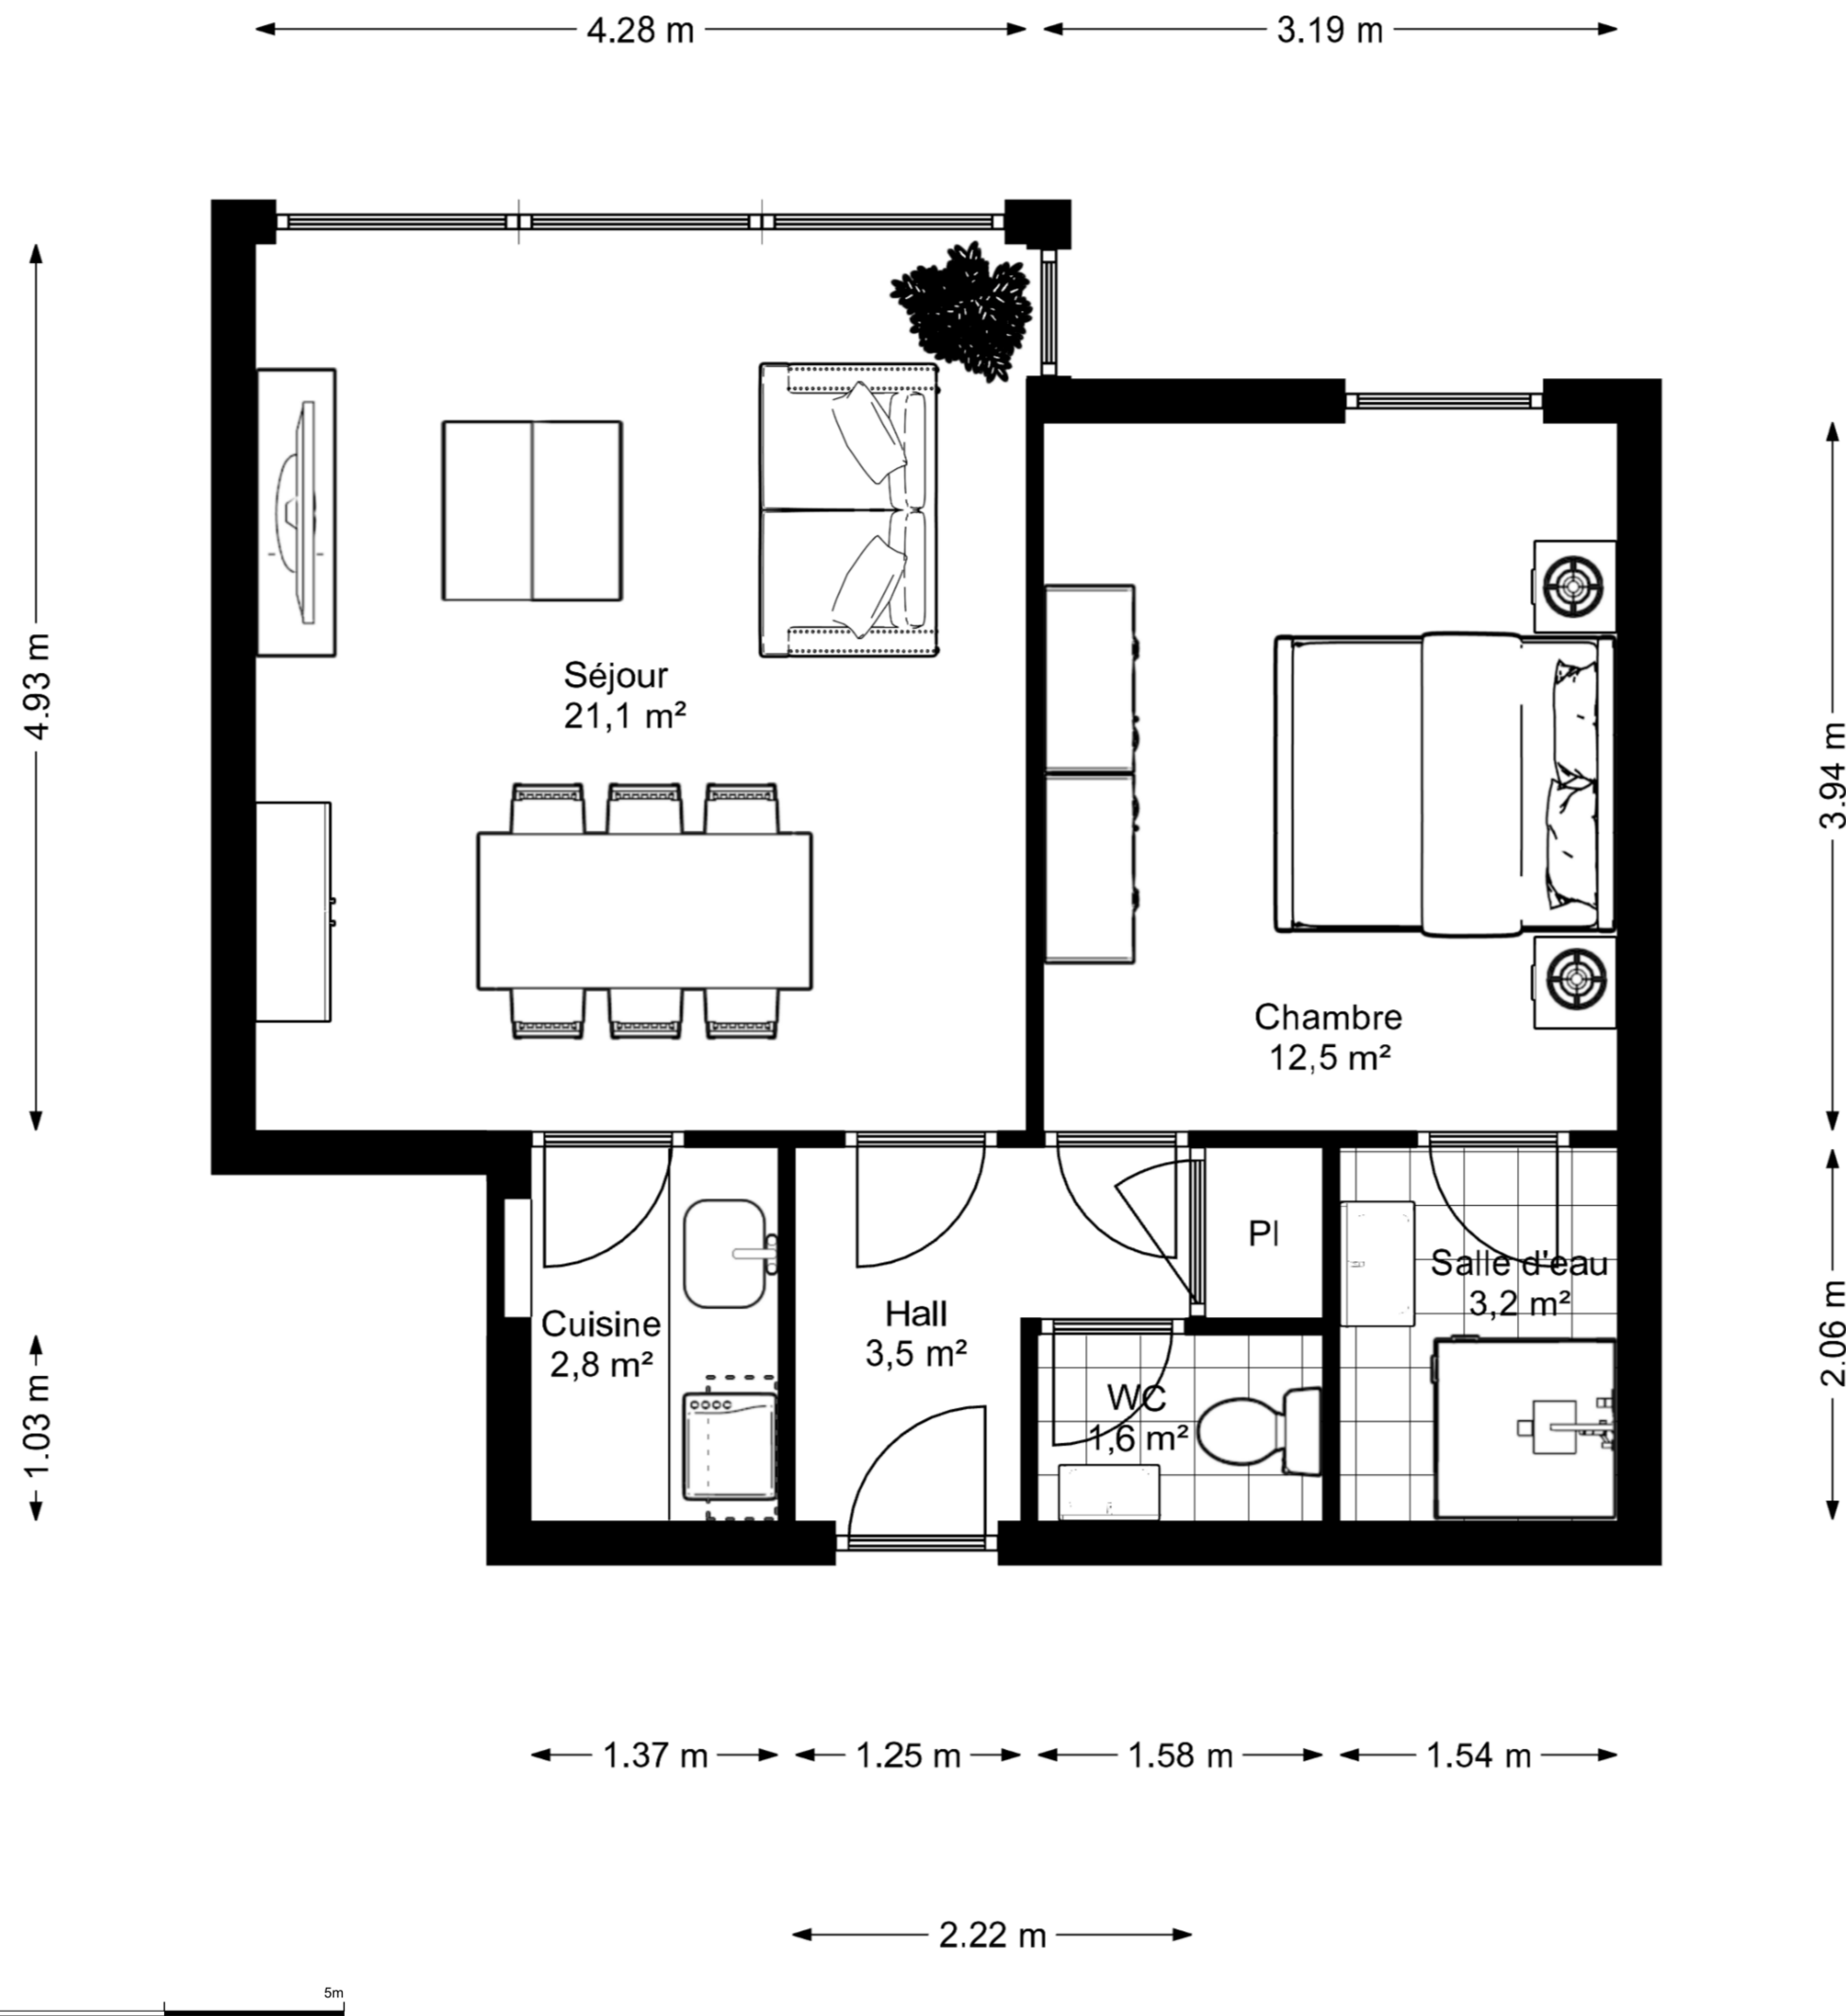 4.28 m
3.19 m
4.93 m
Séjour
21,1 m²
3.94 m
Chambre
12,5 m²
Pl
Salle d'eau
3,2 m²
Hall
3,5 m²
Cuisine
2,8 m²
2.06 m
1.03 m
WC
1,6 m²
1.37 m
1.25 m
1.58 m
1.54 m
2.22 m
5m